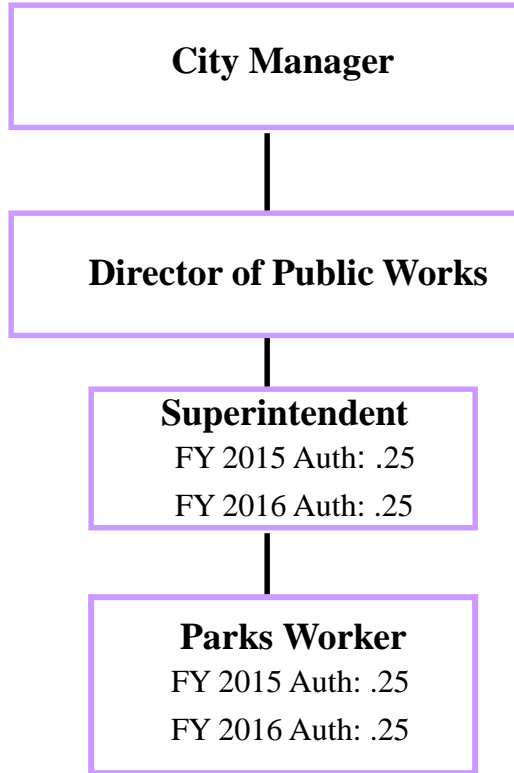 City Manager
Director of Public Works
Superintendent
FY 2015 Auth: .25
FY 2016 Auth: .25
Parks Worker
FY 2015 Auth: .25
FY 2016 Auth: .25